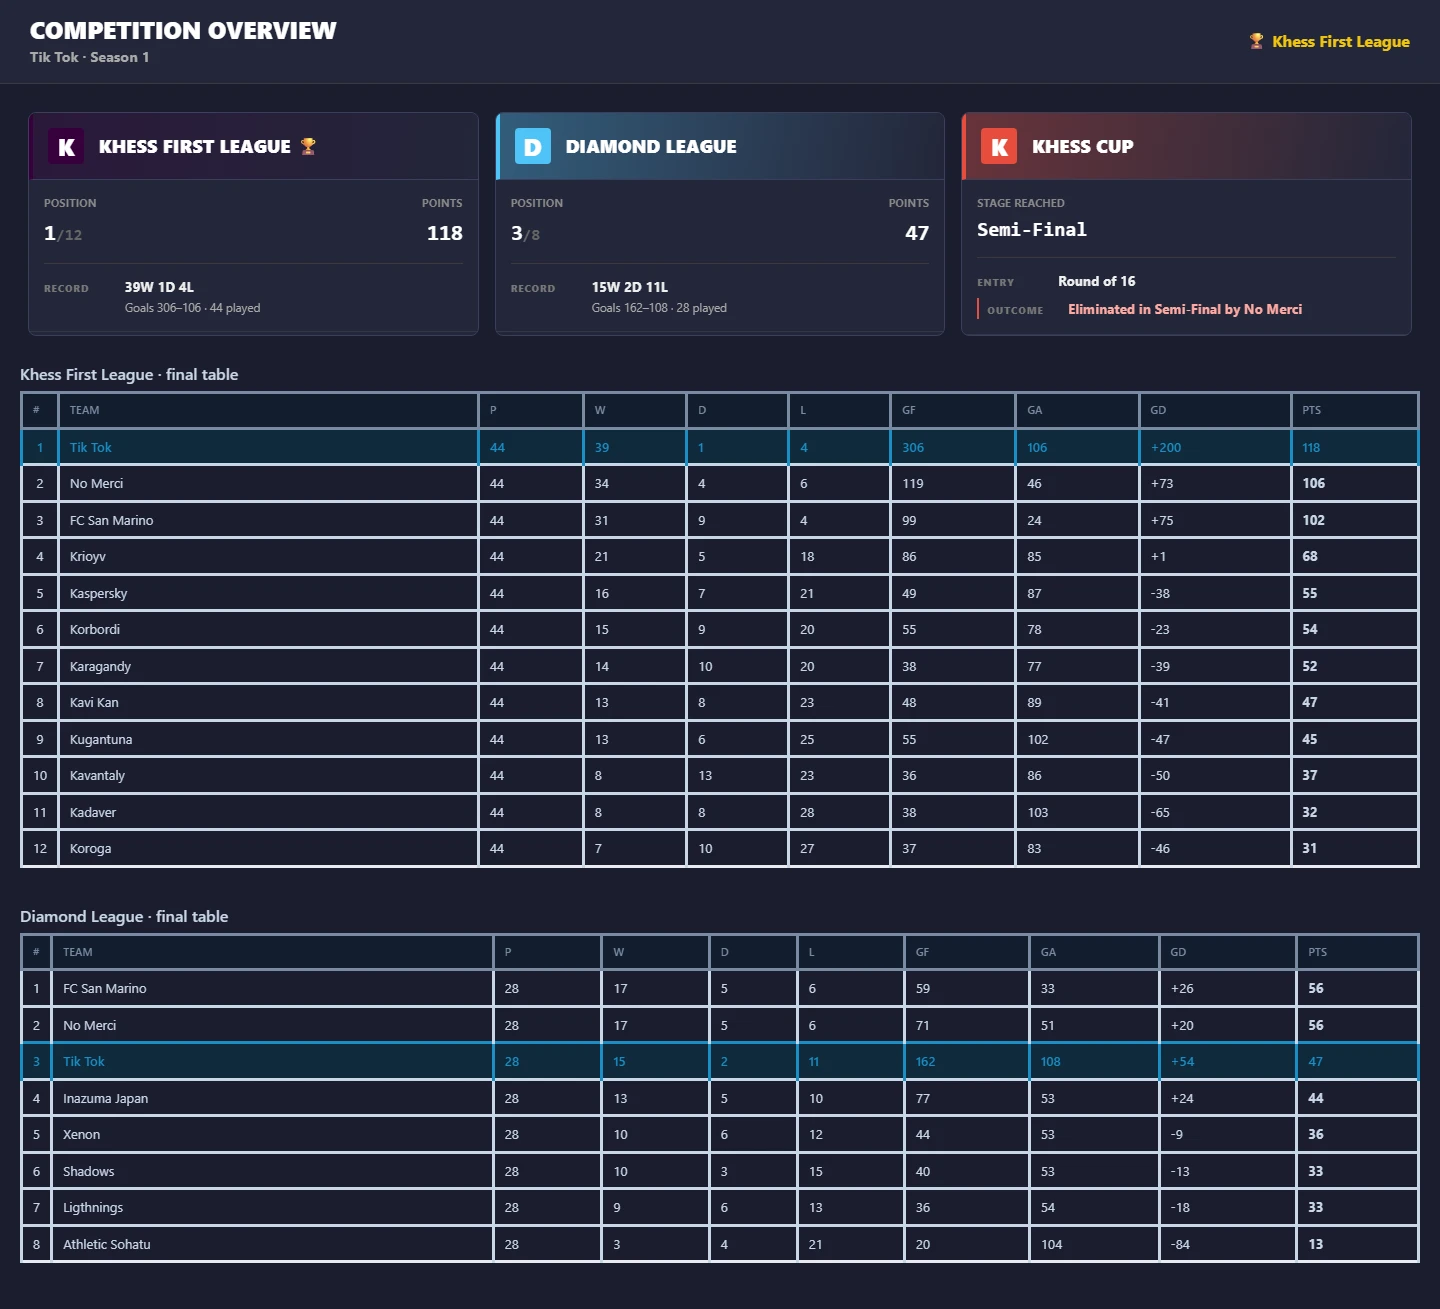 COMPETITION OVERVIEW
Tik Tok · Season 1
🏆 Khess First League
K KHESS FIRST LEAGUE 🏆
POSITION POINTS
1/12 118
RECORD 39W 1D 4L
Goals 306–106 · 44 played
D DIAMOND LEAGUE
POSITION POINTS
3/8 47
RECORD 15W 2D 11L
Goals 162–108 · 28 played
K KHESS CUP
STAGE REACHED
Semi-Final
ENTRY Round of 16
OUTCOME Eliminated in Semi-Final by No Merci
Khess First League · final table
# TEAM P W D L GF GA GD PTS
1 Tik Tok 44 39 1 4 306 106 +200 118
2 No Merci 44 34 4 6 119 46 +73 106
3 FC San Marino 44 31 9 4 99 24 +75 102
4 Krioyv 44 21 5 18 86 85 +1 68
5 Kaspersky 44 16 7 21 49 87 -38 55
6 Korbordi 44 15 9 20 55 78 -23 54
7 Karagandy 44 14 10 20 38 77 -39 52
8 Kavi Kan 44 13 8 23 48 89 -41 47
9 Kugantuna 44 13 6 25 55 102 -47 45
10 Kavantaly 44 8 13 23 36 86 -50 37
11 Kadaver 44 8 8 28 38 103 -65 32
12 Koroga 44 7 10 27 37 83 -46 31
Diamond League · final table
# TEAM P W D L GF GA GD PTS
1 FC San Marino 28 17 5 6 59 33 +26 56
2 No Merci 28 17 5 6 71 51 +20 56
3 Tik Tok 28 15 2 11 162 108 +54 47
4 Inazuma Japan 28 13 5 10 77 53 +24 44
5 Xenon 28 10 6 12 44 53 -9 36
6 Shadows 28 10 3 15 40 53 -13 33
7 Ligthnings 28 9 6 13 36 54 -18 33
8 Athletic Sohatu 28 3 4 21 20 104 -84 13